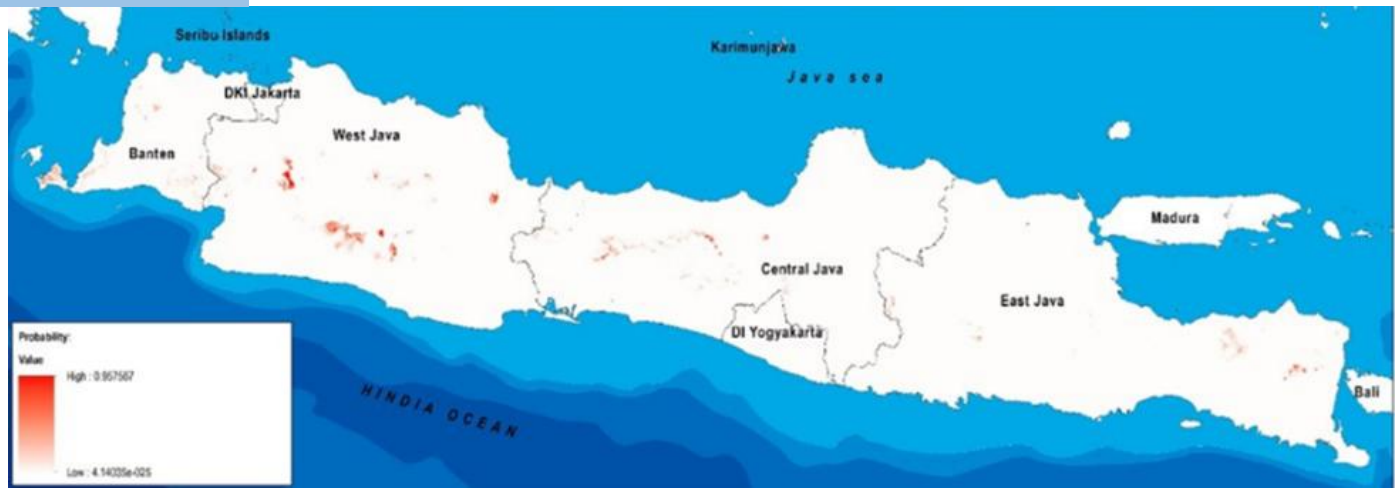 Seribu Islands
Karimunjawa
Java sea
DKI Jakarta
West Java
Banten
Madura
Central Java
East Java
DI Yogyakarta
Bali
HINDIA OCEAN
Probability:
Value
High : 0.957567
Low : 4.14035e-025